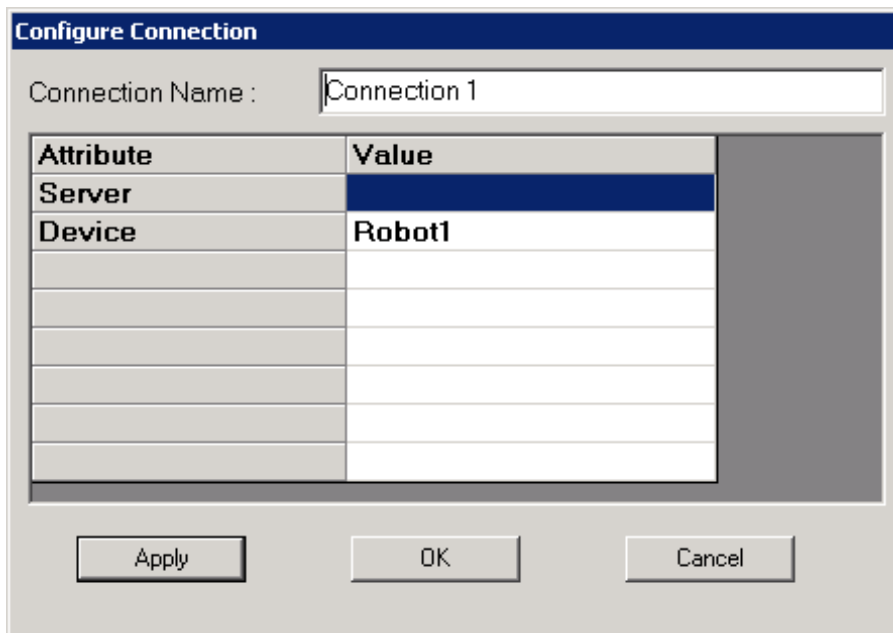 Configure Connection
Connection Name :
Connection 1
Attribute Value
Server
Device Robot1
Apply OK Cancel